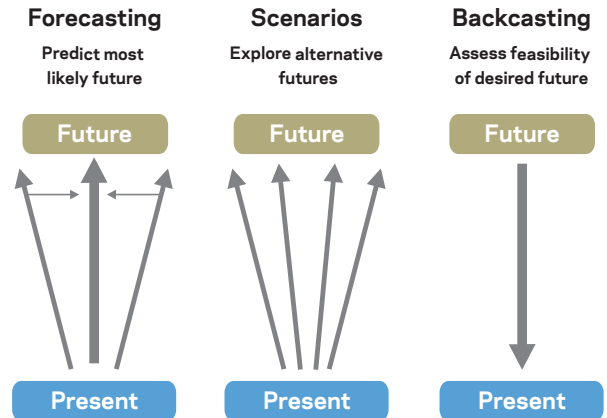 Forecasting
Predict most
likely future
Future
Present
Scenarios
Explore alternative
futures
Future
Present
Backcasting
Assess feasibility
of desired future
Future
Present